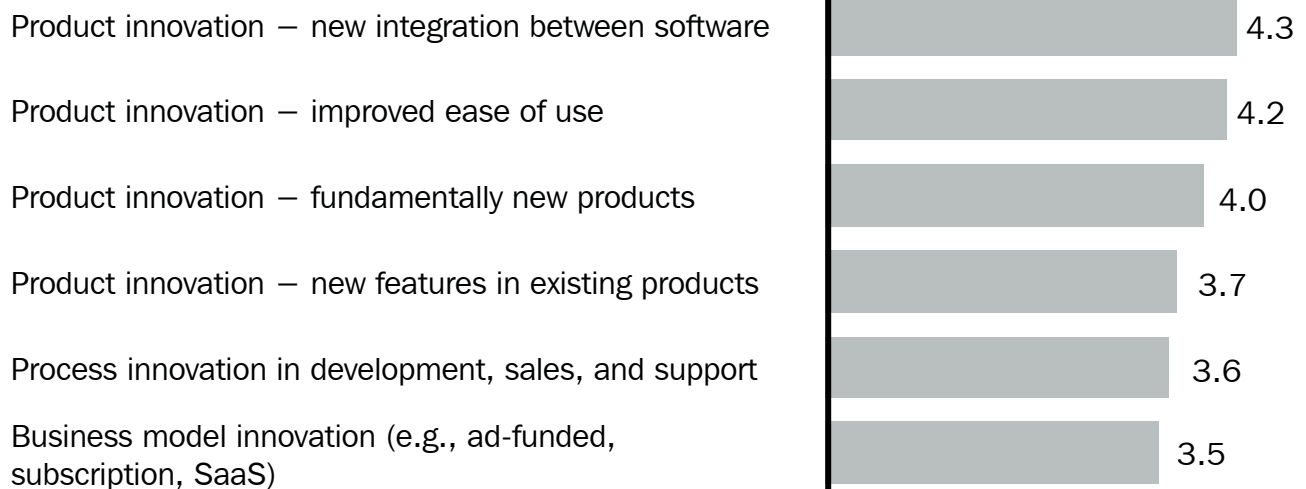 Product innovation — new integration between software 4.3
Product innovation — improved ease of use 4.2
Product innovation — fundamentally new products 4.0
Product innovation — new features in existing products 3.7
Process innovation in development, sales, and support 3.6
Business model innovation (e.g., ad-funded,
subscription, SaaS) 3.5